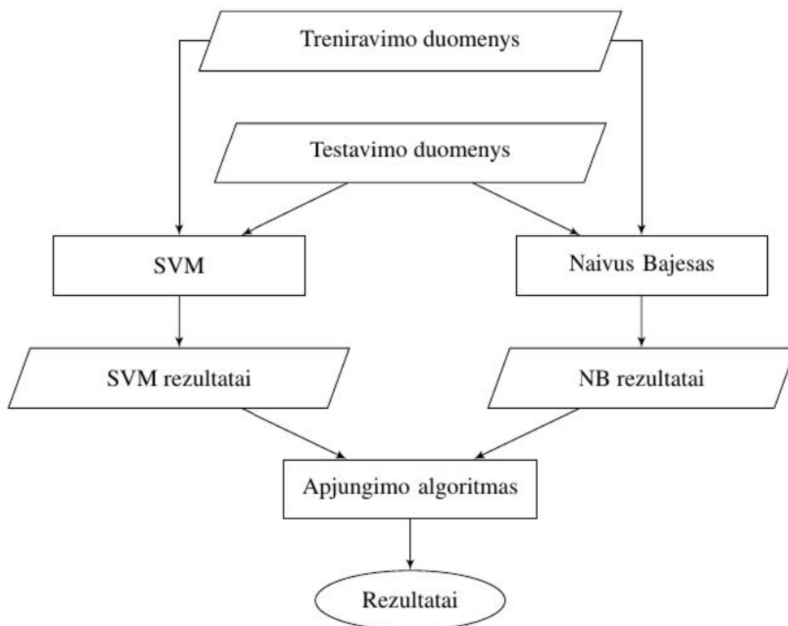 Treniravimo duomenys
Testavimo duomenys
SVM
Naivus Bajesas
SVM rezultatai
NB rezultatai
Apjungimo algoritmas
Rezultatai